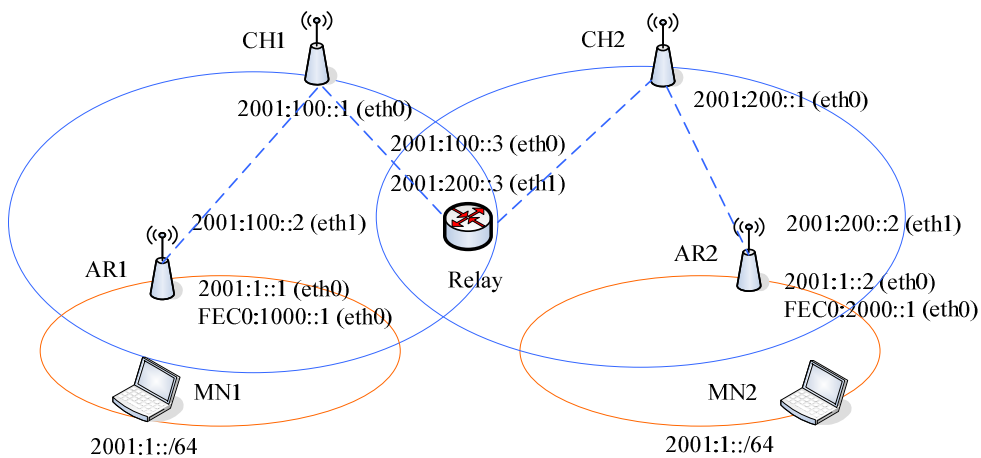 CH1
CH2
2001:100::1 (eth0)
2001:200::1 (eth0)
2001:100::3 (eth0)
2001:200::3 (eth1)
2001:100::2 (eth1)
2001:200::2 (eth1)
AR1
Relay
AR2
2001:1::1 (eth0)
FEC0:1000::1 (eth0)
2001:1::2 (eth0)
FEC0:2000::1 (eth0)
MN1
MN2
2001:1::/64
2001:1::/64